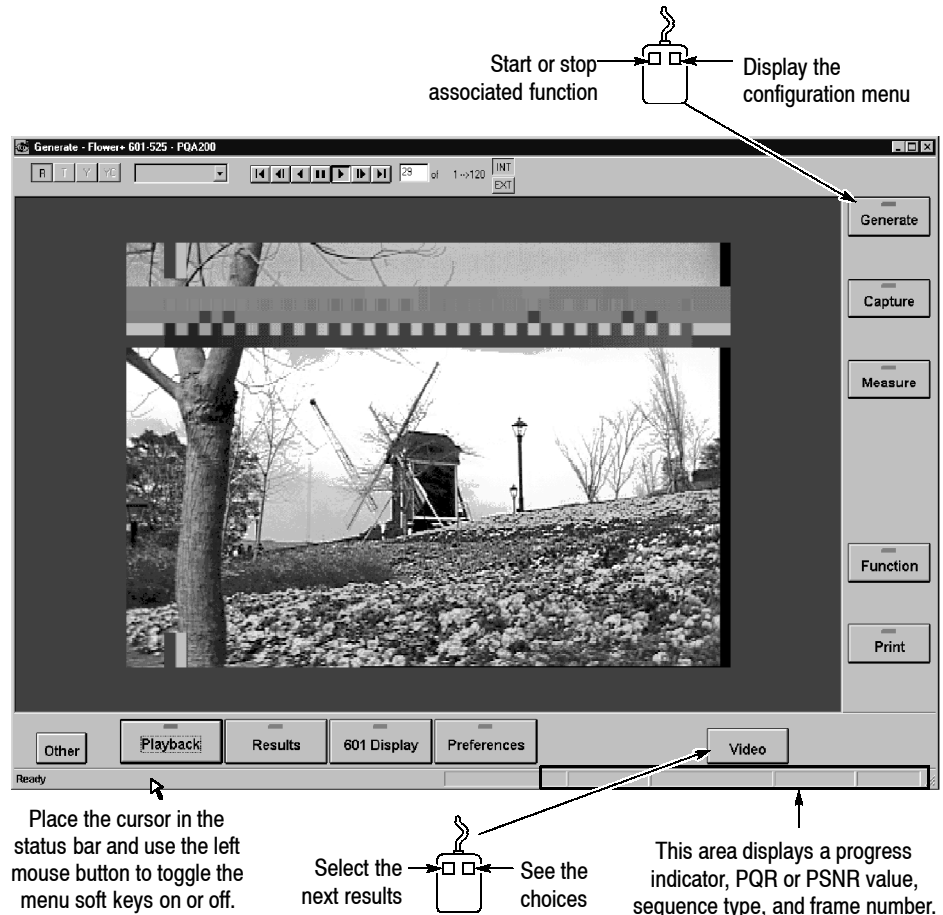 Start or stop
associated function
Display the
configuration menu
Generate - Flower+ 601-525 - PQA200
R T Y YC
29 of 1-->120 INT
EXT
Generate
Capture
Measure
Function
Print
Other Playback Results 601 Display Preferences Video
Ready
Place the cursor in the
status bar and use the left
mouse button to toggle the
menu soft keys on or off.
Select the
next results
See the
choices
This area displays a progress
indicator, PQR or PSNR value,
sequence type, and frame number.